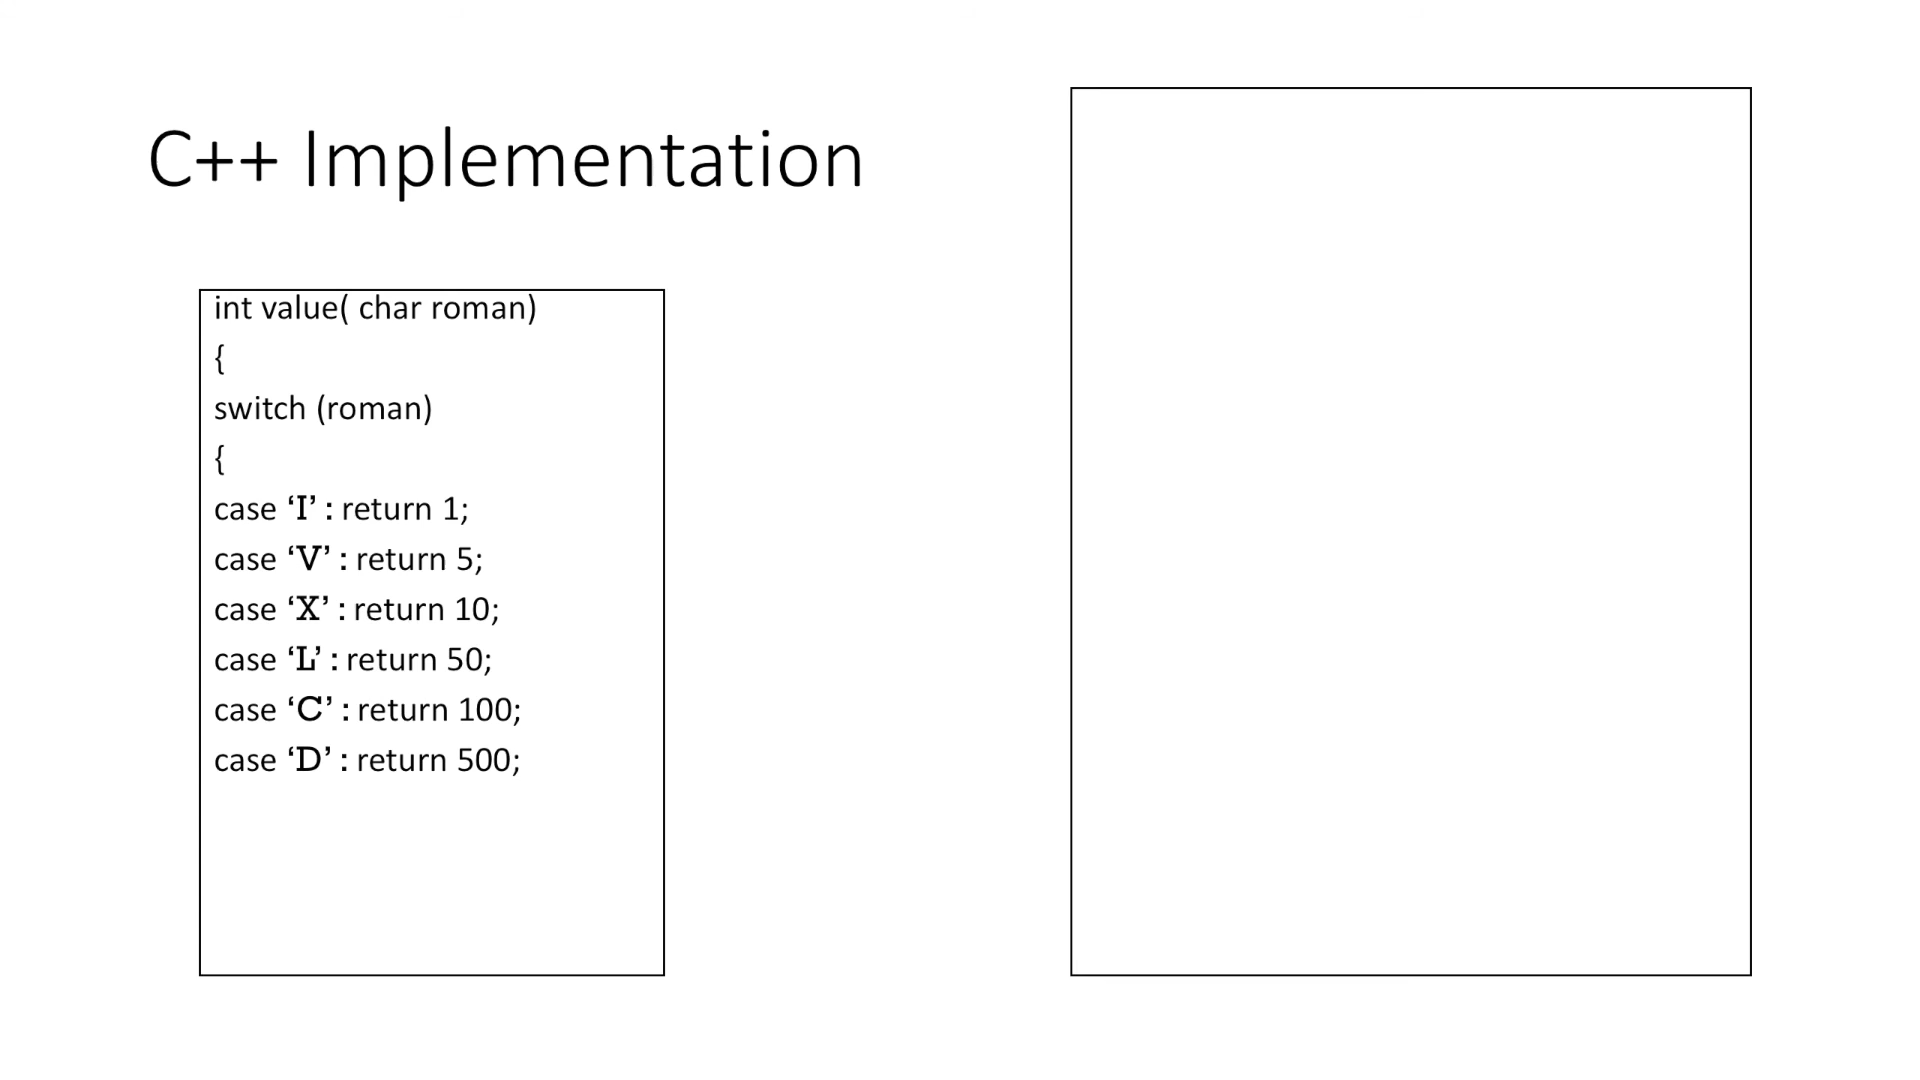 C++ Implementation
int value( char roman)
{
switch (roman)
{
case ‘I’ : return 1;
case ‘V’ : return 5;
case ‘X’ : return 10;
case ‘L’ : return 50;
case ‘C’ : return 100;
case ‘D’ : return 500;